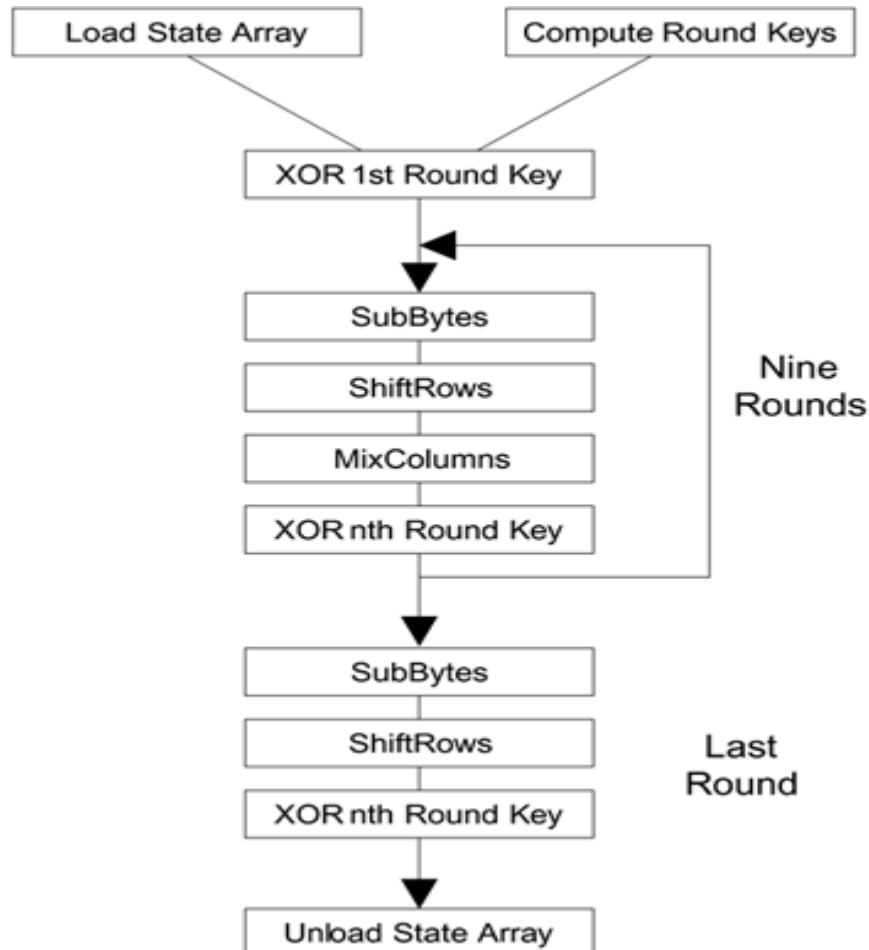 Load State Array
Compute Round Keys
XOR 1st Round Key
SubBytes
ShiftRows
MixColumns
XOR nth Round Key
Nine
Rounds
SubBytes
ShiftRows
XOR nth Round Key
Last
Round
Unload State Array